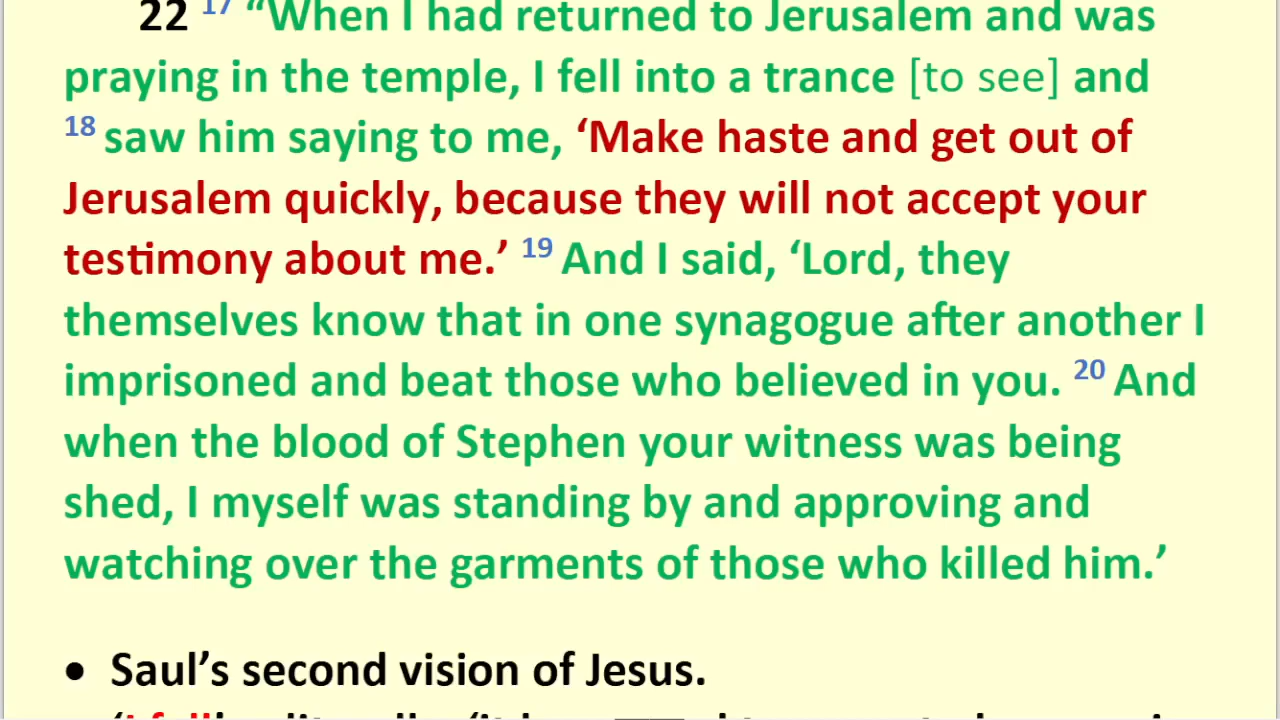 22 17 “When I had returned to Jerusalem and was
praying in the temple, I fell into a trance [to see] and
18 saw him saying to me, ‘Make haste and get out of
Jerusalem quickly, because they will not accept your
testimony about me.’ 19 And I said, ‘Lord, they
themselves know that in one synagogue after another I
imprisoned and beat those who believed in you. 20 And
when the blood of Stephen your witness was being
shed, I myself was standing by and approving and
watching over the garments of those who killed him.’
• Saul’s second vision of Jesus.
‘I fell